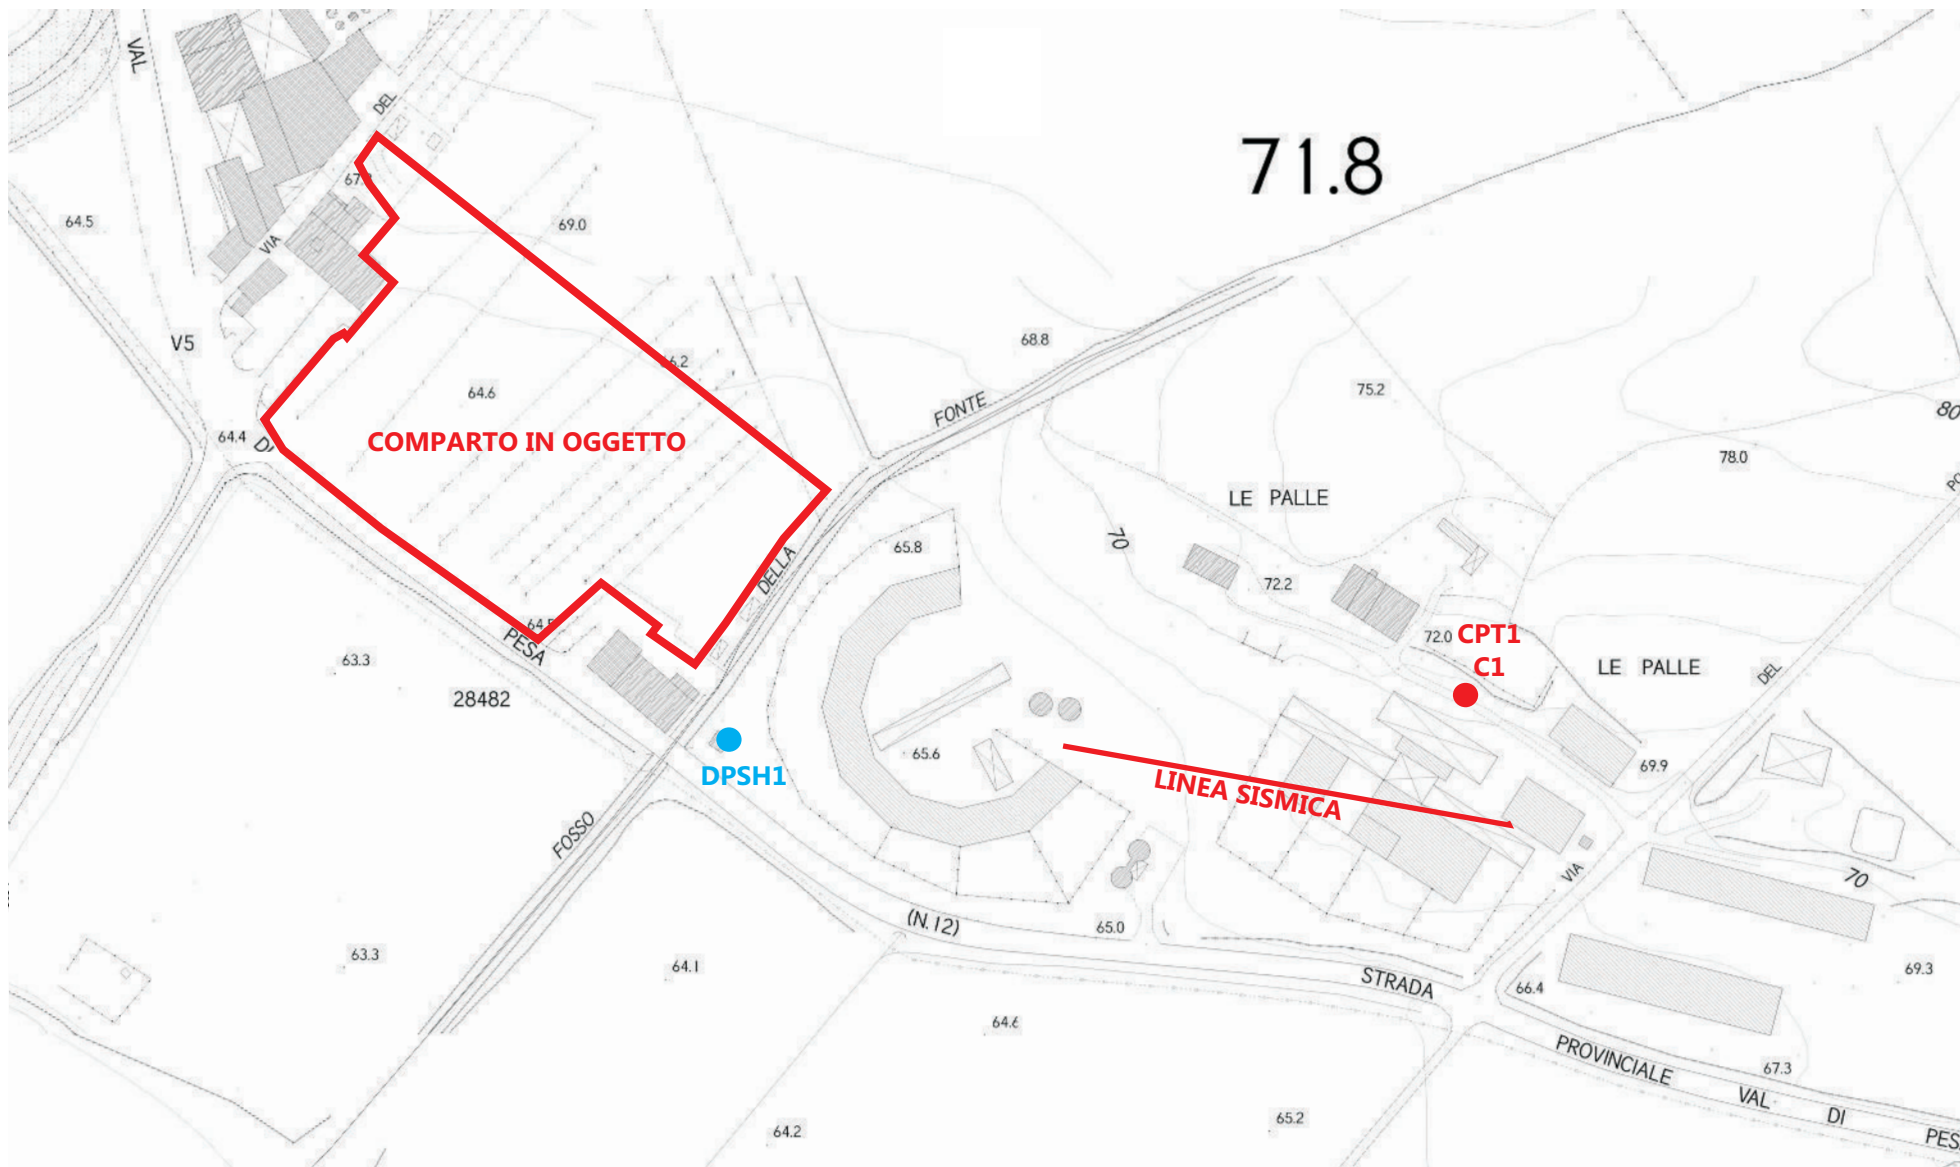 VAL
DEL
71.8
64.5
69.0
VIA
V5
68.8
64.6
75.2
FONTE
80
64.4
DI
COMPARTO IN OGGETTO
78.0
LE PALLE
70
65.8
DELLA
72.2
72.0
CPT1
C1
PESA
63.3
LE PALLE
DEL
28482
65.6
69.9
DPSH1
LINEA SISMICA
FOSSO
VIA
70
(N.12)
65.0
63.3
64.1
STRADA
69.3
66.4
PROVINCIALE
67.3
VAL
DI
65.2
64.2